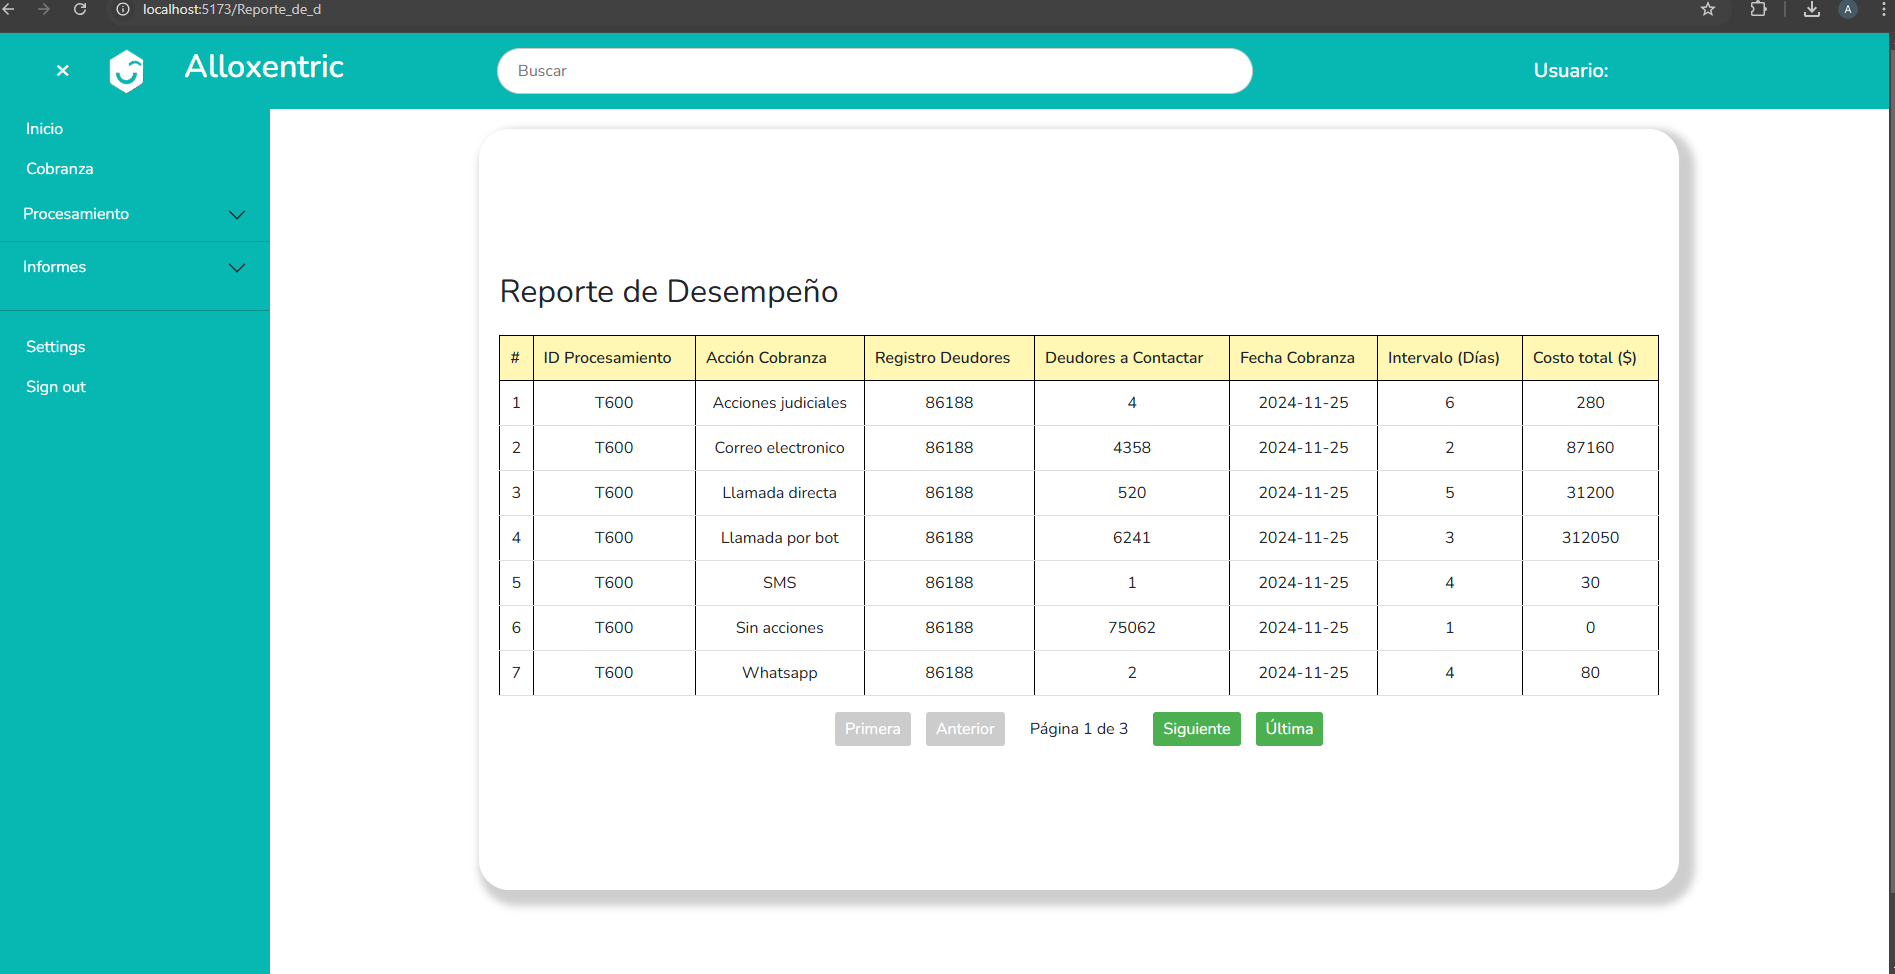 localhost:5173/Reporte_de_d
A
Alloxentric
Buscar
Usuario:
Inicio
Cobranza
Procesamiento
Informes
Settings
Sign out
Reporte de Desempeño
# ID Procesamiento Acción Cobranza Registro Deudores Deudores a Contactar Fecha Cobranza Intervalo (Días) Costo total ($)
1 T600 Acciones judiciales 86188 4 2024-11-25 6 280
2 T600 Correo electronico 86188 4358 2024-11-25 2 87160
3 T600 Llamada directa 86188 520 2024-11-25 5 31200
4 T600 Llamada por bot 86188 6241 2024-11-25 3 312050
5 T600 SMS 86188 1 2024-11-25 4 30
6 T600 Sin acciones 86188 75062 2024-11-25 1 0
7 T600 Whatsapp 86188 2 2024-11-25 4 80
Primera Anterior Página 1 de 3 Siguiente Última